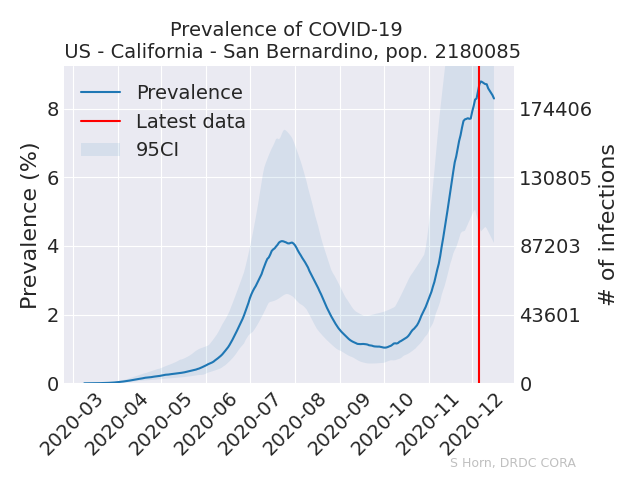 Prevalence of COVID-19
US - California - San Bernardino, pop. 2180085
Prevalence
Latest data
95CI
Prevalence (%)
8
6
4
2
0
174406
130805
87203
43601
0
# of infections
2020-03
2020-04
2020-05
2020-06
2020-07
2020-08
2020-09
2020-10
2020-11
2020-12
S Horn, DRDC CORA